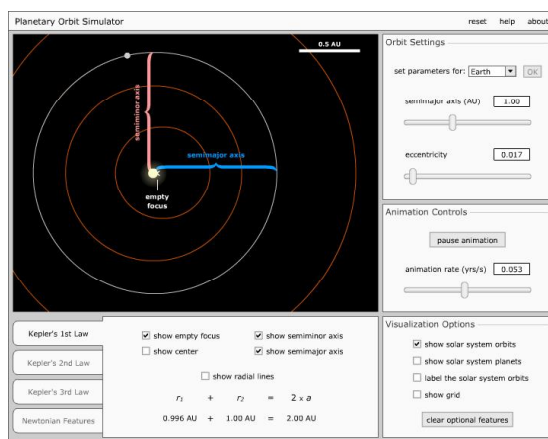 Planetary Orbit Simulator
reset help about
0.5 AU
semiminor axis
semimajor axis
empty
focus
Orbit Settings
set parameters for: Earth OK
semimajor axis (AU) 1.00
eccentricity 0.017
Animation Controls
pause animation
animation rate (yrs/s) 0.053
Kepler's 1st Law
Kepler's 2nd Law
Kepler's 3rd Law
Newtonian Features
show empty focus show semiminor axis
show center show semimajor axis
show radial lines
r₁ + r₂ = 2 x a
0.996 AU + 1.00 AU = 2.00 AU
Visualization Options
show solar system orbits
show solar system planets
label the solar system orbits
show grid
clear optional features